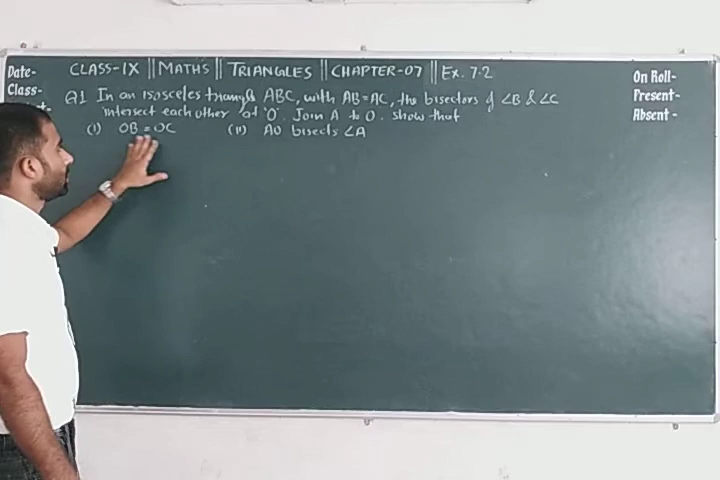 Date-
CLASS-IX || MATHS || TRIANGLES || CHAPTER-07 || Ex. 7.2
On Roll-
Class-
Present-
Absent-
Q1 In an isosceles triangle ABC, with AB=AC, the bisectors of ∠B & ∠C
intersect each other at 'O'. Join A to O. show that
(i) OB = OC (ii) AO bisects ∠A